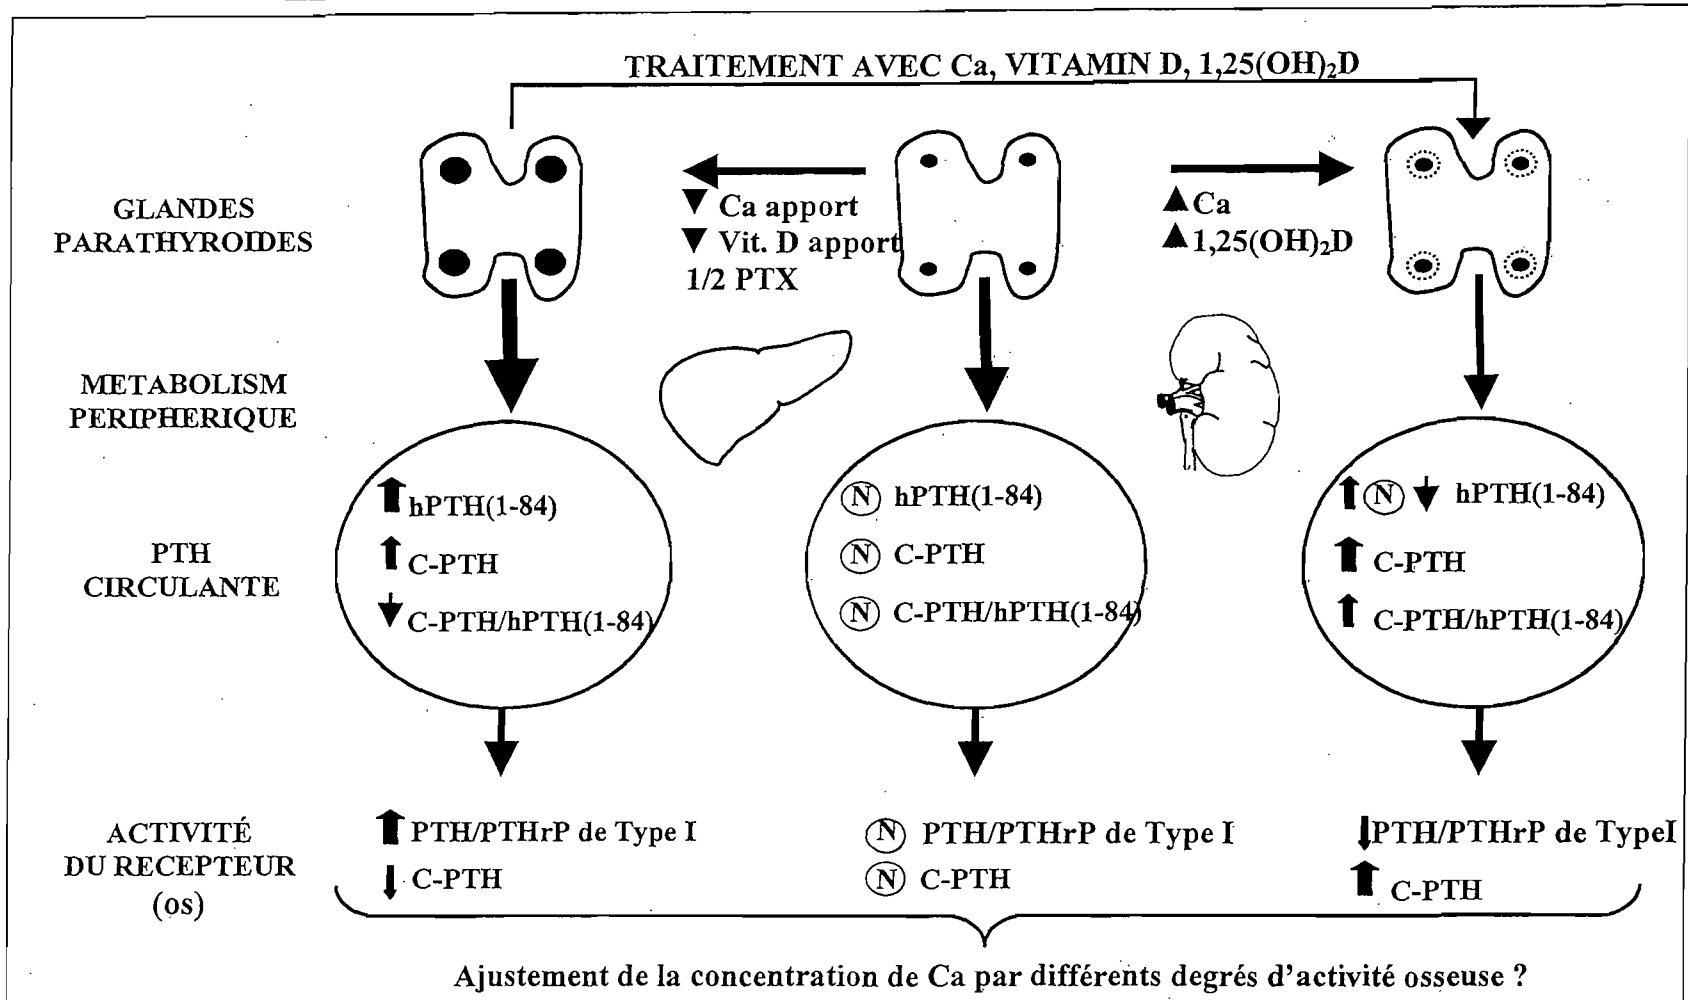 TRAITEMENT AVEC Ca, VITAMIN D, 1,25(OH)₂D
GLANDES
PARATHYROIDES
▼ Ca apport
▼ Vit. D apport
1/2 PTX
▲Ca
▲1,25(OH)₂D
METABOLISM
PERIPHERIQUE
PTH
CIRCULANTE
hPTH(1-84)
C-PTH
C-PTH/hPTH(1-84)
N hPTH(1-84)
N C-PTH
N C-PTH/hPTH(1-84)
N hPTH(1-84)
C-PTH
C-PTH/hPTH(1-84)
ACTIVITÉ
DU RECEPTEUR
(os)
PTH/PTHrP de Type I
C-PTH
N PTH/PTHrP de Type I
N C-PTH
PTH/PTHrP de TypeI
C-PTH
Ajustement de la concentration de Ca par différents degrés d'activité osseuse ?